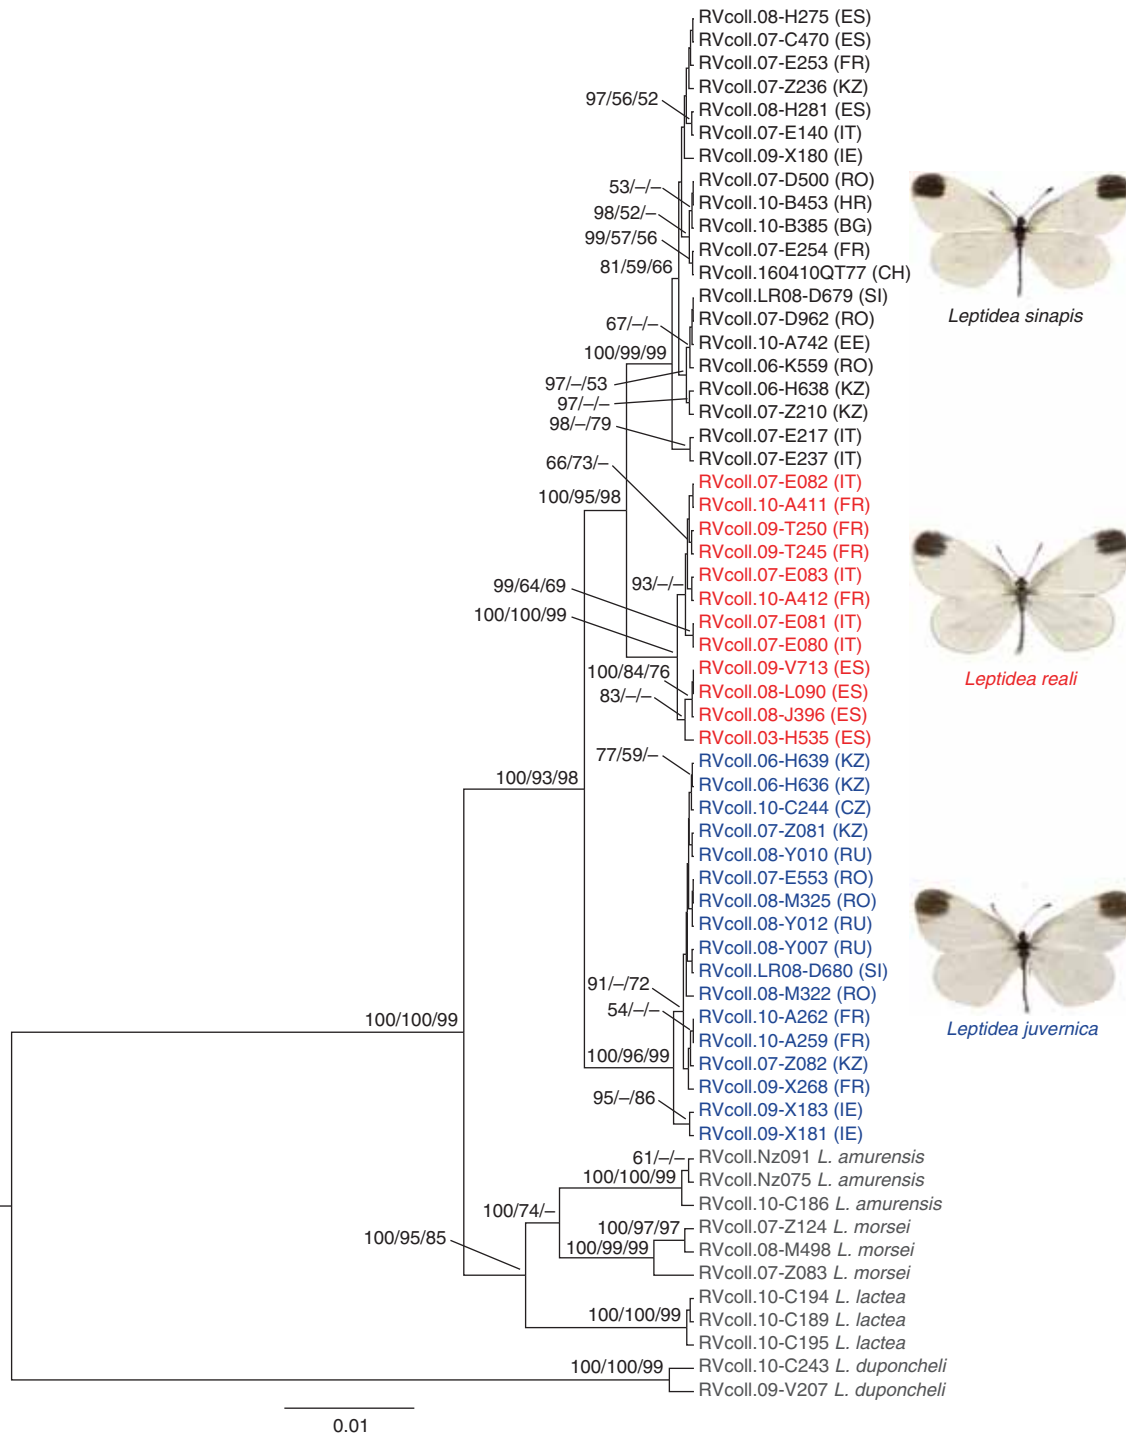 RVcoll.08-H275 (ES)
RVcoll.07-C470 (ES)
RVcoll.07-E253 (FR)
RVcoll.07-Z236 (KZ)
97/56/52
RVcoll.08-H281 (ES)
RVcoll.07-E140 (IT)
RVcoll.09-X180 (IE)
53/–/–
RVcoll.07-D500 (RO)
RVcoll.10-B453 (HR)
98/52/–
RVcoll.10-B385 (BG)
99/57/56
RVcoll.07-E254 (FR)
81/59/66
RVcoll.160410QT77 (CH)
RVcoll.LR08-D679 (SI)
Leptidea sinapis
67/–/–
RVcoll.07-D962 (RO)
RVcoll.10-A742 (EE)
100/99/99
RVcoll.06-K559 (RO)
97/–/53
RVcoll.06-H638 (KZ)
97/–/–
RVcoll.07-Z210 (KZ)
98/–/79
RVcoll.07-E217 (IT)
RVcoll.07-E237 (IT)
66/73/–
RVcoll.07-E082 (IT)
100/95/98
RVcoll.10-A411 (FR)
RVcoll.09-T250 (FR)
RVcoll.09-T245 (FR)
99/64/69
93/–/–
RVcoll.07-E083 (IT)
RVcoll.10-A412 (FR)
100/100/99
RVcoll.07-E081 (IT)
RVcoll.07-E080 (IT)
100/84/76
RVcoll.09-V713 (ES)
Leptidea reali
83/–/–
RVcoll.08-L090 (ES)
RVcoll.08-J396 (ES)
RVcoll.03-H535 (ES)
77/59/–
RVcoll.06-H639 (KZ)
100/93/98
RVcoll.06-H636 (KZ)
RVcoll.10-C244 (CZ)
RVcoll.07-Z081 (KZ)
RVcoll.08-Y010 (RU)
RVcoll.07-E553 (RO)
RVcoll.08-M325 (RO)
RVcoll.08-Y012 (RU)
RVcoll.08-Y007 (RU)
RVcoll.LR08-D680 (SI)
91/–/72
RVcoll.08-M322 (RO)
54/–/–
RVcoll.10-A262 (FR)
Leptidea juvernica
100/100/99
RVcoll.10-A259 (FR)
100/96/99
RVcoll.07-Z082 (KZ)
RVcoll.09-X268 (FR)
95/–/86
RVcoll.09-X183 (IE)
RVcoll.09-X181 (IE)
61/–/–
RVcoll.Nz091 L. amurensis
100/100/99
RVcoll.Nz075 L. amurensis
RVcoll.10-C186 L. amurensis
100/74/–
100/97/97
RVcoll.07-Z124 L. morsei
100/95/85
100/99/99
RVcoll.08-M498 L. morsei
RVcoll.07-Z083 L. morsei
RVcoll.10-C194 L. lactea
100/100/99
RVcoll.10-C189 L. lactea
RVcoll.10-C195 L. lactea
100/100/99
RVcoll.10-C243 L. duponcheli
RVcoll.09-V207 L. duponcheli
0.01